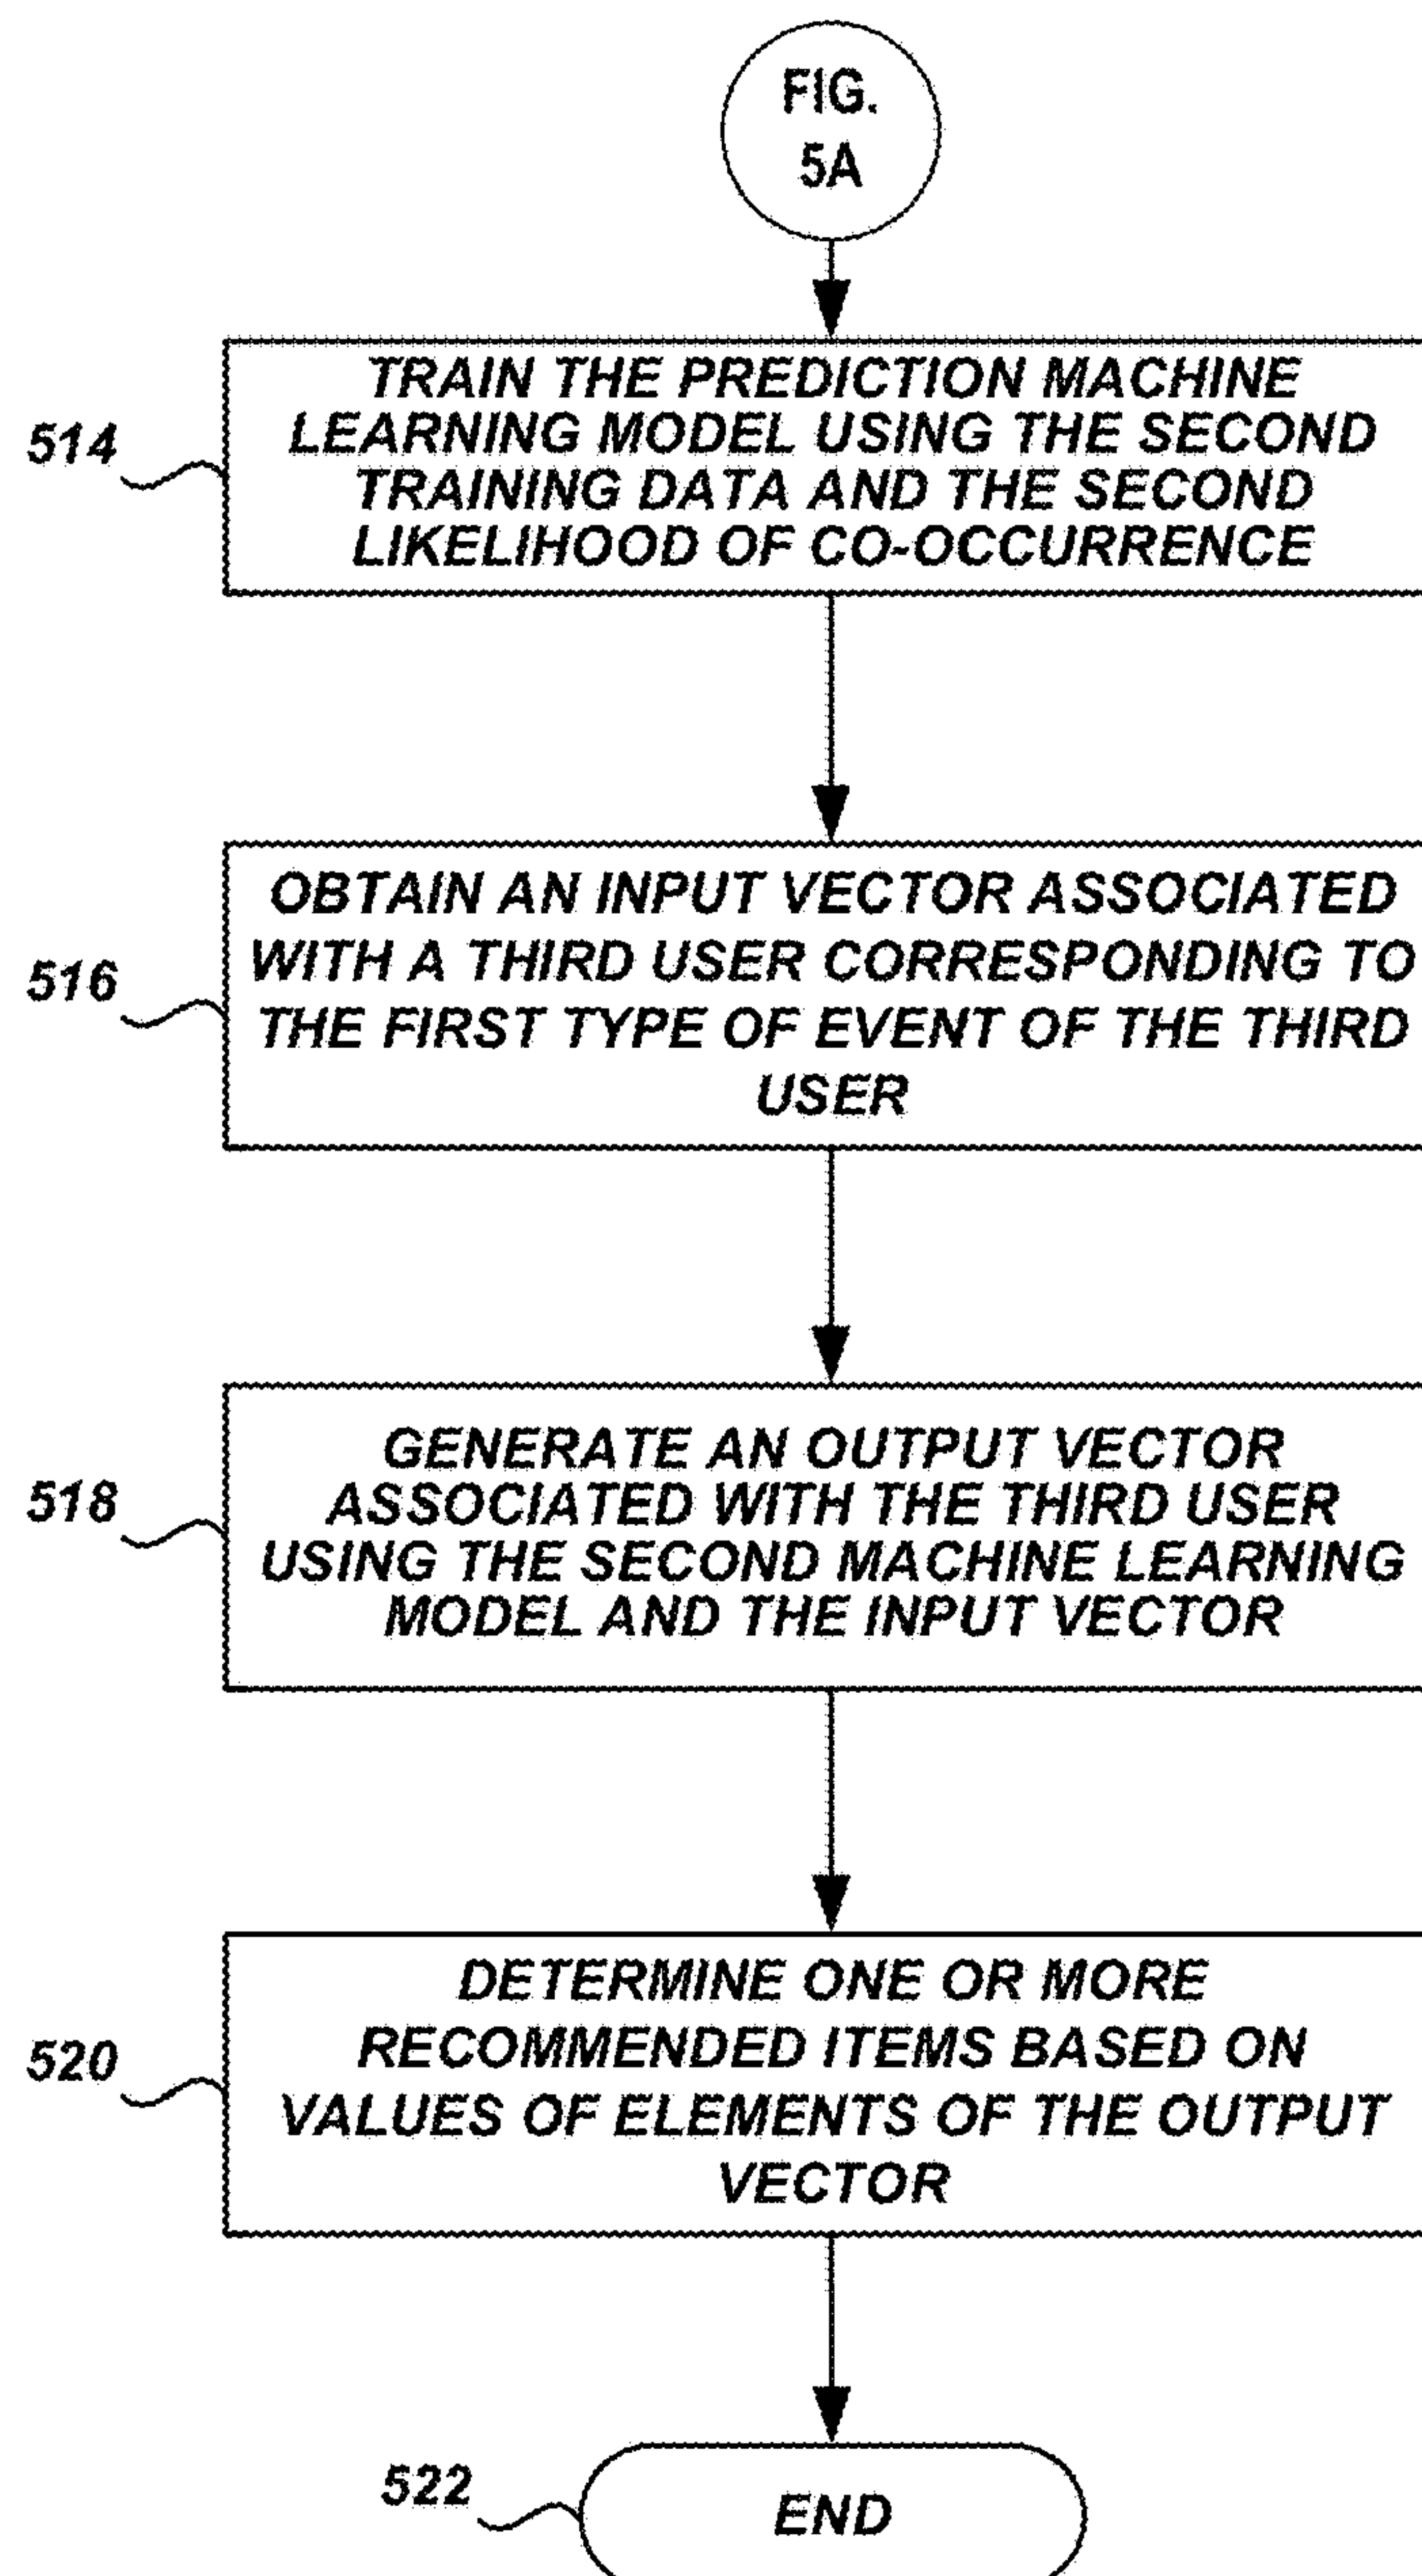 FIG.
5A
514
TRAIN THE PREDICTION MACHINE
LEARNING MODEL USING THE SECOND
TRAINING DATA AND THE SECOND
LIKELIHOOD OF CO-OCCURRENCE
516
OBTAIN AN INPUT VECTOR ASSOCIATED
WITH A THIRD USER CORRESPONDING TO
THE FIRST TYPE OF EVENT OF THE THIRD
USER
518
GENERATE AN OUTPUT VECTOR
ASSOCIATED WITH THE THIRD USER
USING THE SECOND MACHINE LEARNING
MODEL AND THE INPUT VECTOR
520
DETERMINE ONE OR MORE
RECOMMENDED ITEMS BASED ON
VALUES OF ELEMENTS OF THE OUTPUT
VECTOR
522
END